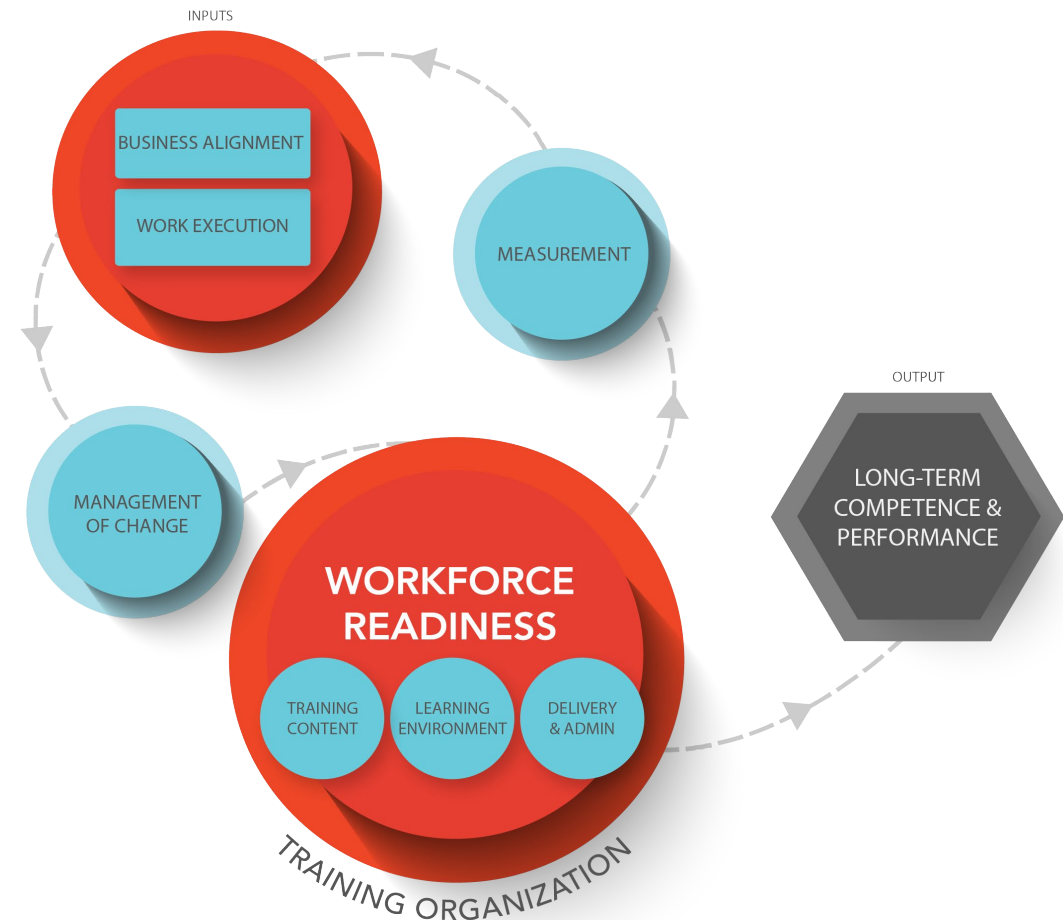 INPUTS
BUSINESS ALIGNMENT
WORK EXECUTION
MEASUREMENT
OUTPUT
LONG-TERM
COMPETENCE &
PERFORMANCE
MANAGEMENT
OF CHANGE
WORKFORCE
READINESS
TRAINING
CONTENT
LEARNING
ENVIRONMENT
DELIVERY
& ADMIN
TRAINING ORGANIZATION